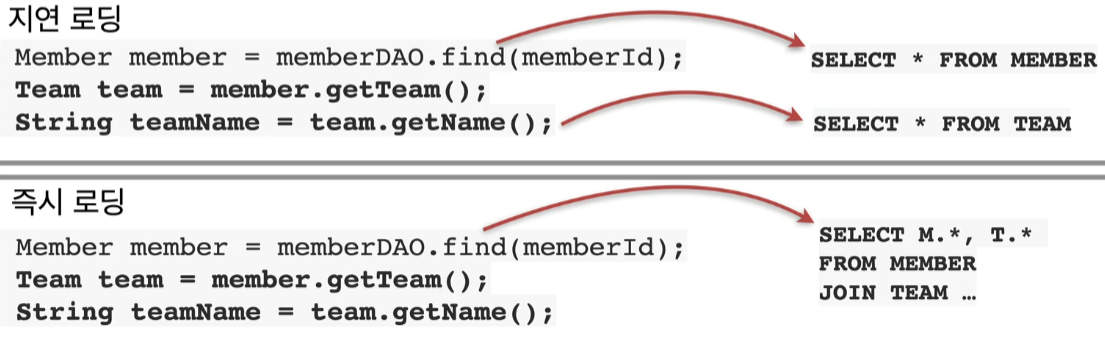 지연 로딩
Member member = memberDAO.find(memberId);
SELECT * FROM MEMBER
Team team = member.getTeam();
String teamName = team.getName();
SELECT * FROM TEAM
즉시 로딩
Member member = memberDAO.find(memberId);
Team team = member.getTeam();
String teamName = team.getName();
SELECT M.*, T.*
FROM MEMBER
JOIN TEAM …